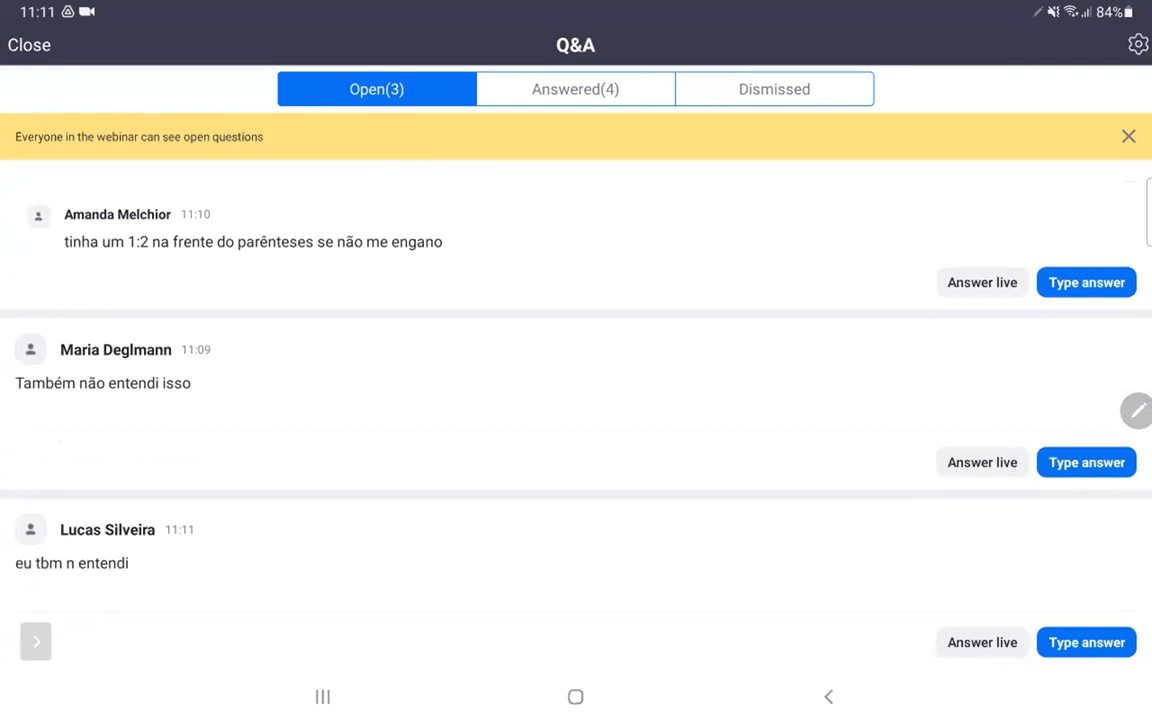 11:11
84%
Close
Q&A
Open(3)
Answered(4)
Dismissed
Everyone in the webinar can see open questions
Amanda Melchior 11:10
tinha um 1:2 na frente do parênteses se não me engano
Answer live
Type answer
Maria Deglmann 11:09
Também não entendi isso
Answer live
Type answer
Lucas Silveira 11:11
eu tbm n entendi
Answer live
Type answer